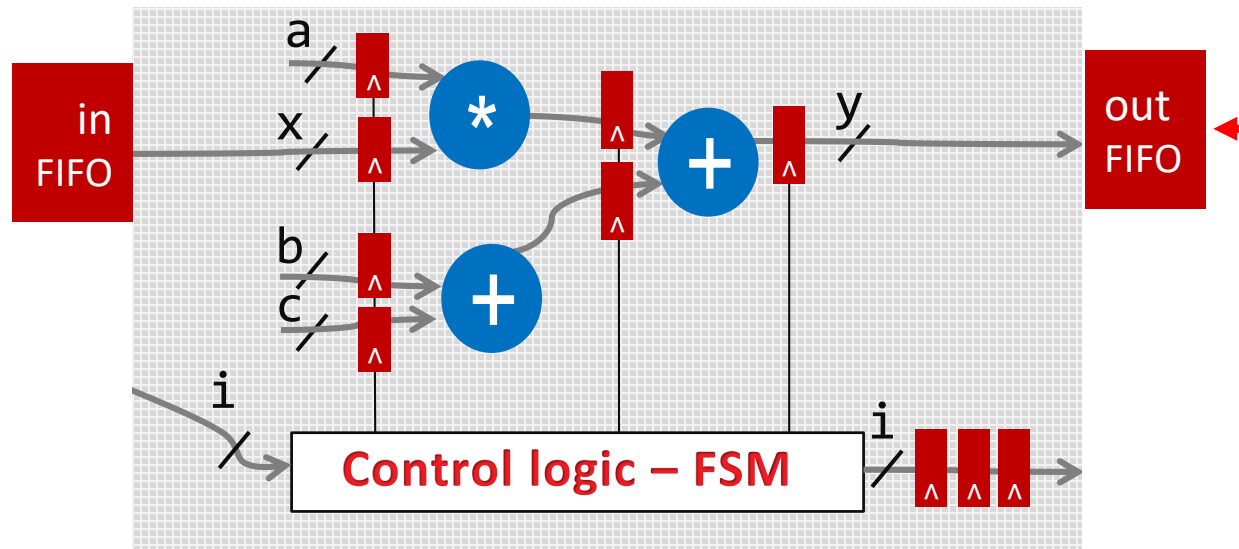 a
in
FIFO
x
*
+
y
out
FIFO
b
c
+
i
Control logic – FSM
i
^
^
^
^
^
^
^
^
^
^